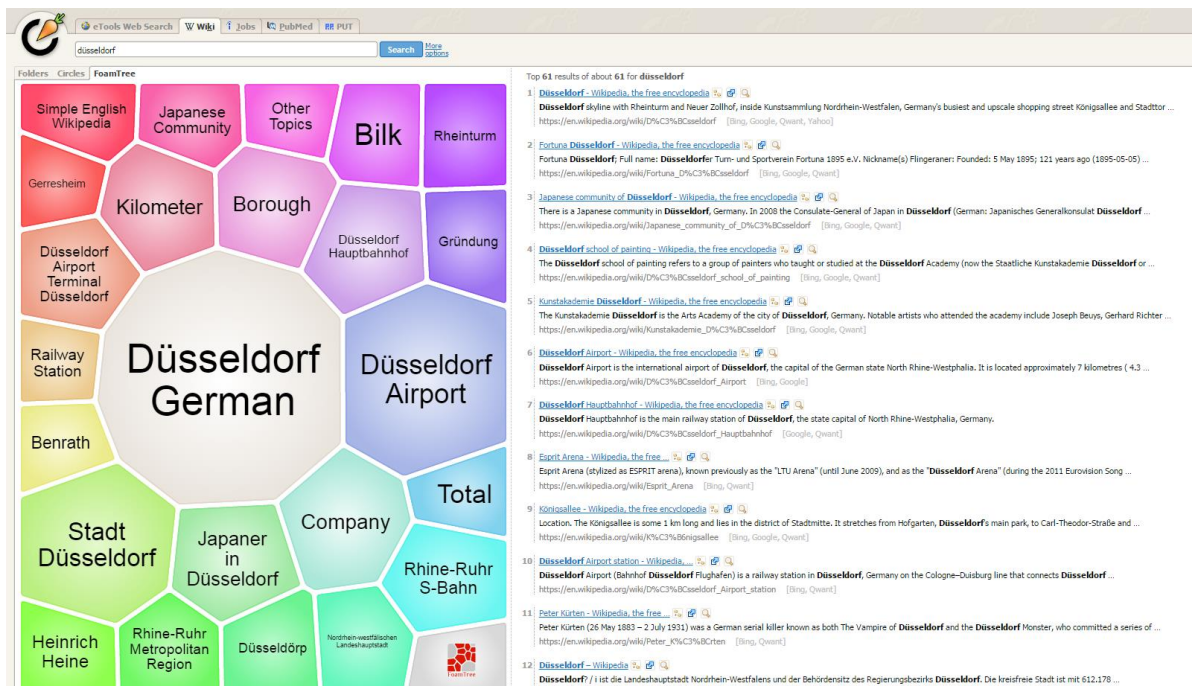 eTools Web Search Wiki Jobs PubMed PUT
düsseldorf Search More options
Folders Circles FoamTree
Simple English Wikipedia
Japanese Community
Other Topics
Bilk
Rheinturm
Gerresheim
Kilometer
Borough
Düsseldorf Hauptbahnhof
Gründung
Düsseldorf Airport Terminal Düsseldorf
Düsseldorf German
Düsseldorf Airport
Railway Station
Benrath
Total
Stadt Düsseldorf
Japaner in Düsseldorf
Company
Rhine-Ruhr S-Bahn
Heinrich Heine
Rhine-Ruhr Metropolitan Region
Düsseldörp
Nordrhein-westfälischen Landeshauptstadt
FoamTree
Top 61 results of about 61 for düsseldorf
1 Düsseldorf - Wikipedia, the free encyclopedia
Düsseldorf skyline with Rheinturm and Neuer Zollhof, inside Kunstsammlung Nordrhein-Westfalen, Germany's busiest and upscale shopping street Königsallee and Stadttor ...
https://en.wikipedia.org/wiki/D%C3%BCsseldorf [Bing, Google, Qwant, Yahoo]
2 Fortuna Düsseldorf - Wikipedia, the free encyclopedia
Fortuna Düsseldorf; Full name: Düsseldorfer Turn- und Sportverein Fortuna 1895 e.V. Nickname(s) Flingeraner: Founded: 5 May 1895; 121 years ago (1895-05-05) ...
https://en.wikipedia.org/wiki/Fortuna_D%C3%BCsseldorf [Bing, Google, Qwant]
3 Japanese community of Düsseldorf - Wikipedia, the free encyclopedia
There is a Japanese community in Düsseldorf, Germany. In 2008 the Consulate-General of Japan in Düsseldorf (German: Japanisches Generalkonsulat Düsseldorf ...
https://en.wikipedia.org/wiki/Japanese_community_of_D%C3%BCsseldorf [Bing, Google, Qwant]
4 Düsseldorf school of painting - Wikipedia, the free encyclopedia
The Düsseldorf school of painting refers to a group of painters who taught or studied at the Düsseldorf Academy (now the Staatliche Kunstakademie Düsseldorf or ...
https://en.wikipedia.org/wiki/D%C3%BCsseldorf_school_of_painting [Bing, Google, Qwant]
5 Kunstakademie Düsseldorf - Wikipedia, the free encyclopedia
The Kunstakademie Düsseldorf is the Arts Academy of the city of Düsseldorf, Germany. Notable artists who attended the academy include Joseph Beuys, Gerhard Richter ...
https://en.wikipedia.org/wiki/Kunstakademie_D%C3%BCsseldorf [Bing, Google, Qwant]
6 Düsseldorf Airport - Wikipedia, the free encyclopedia
Düsseldorf Airport is the international airport of Düsseldorf, the capital of the German state North Rhine-Westphalia. It is located approximately 7 kilometres ( 4.3 ...
https://en.wikipedia.org/wiki/D%C3%BCsseldorf_Airport [Bing, Google]
7 Düsseldorf Hauptbahnhof - Wikipedia, the free encyclopedia
Düsseldorf Hauptbahnhof is the main railway station of Düsseldorf, the state capital of North Rhine-Westphalia, Germany.
https://en.wikipedia.org/wiki/D%C3%BCsseldorf_Hauptbahnhof [Google, Qwant]
8 Esprit Arena - Wikipedia, the free ...
Esprit Arena (stylized as ESPRIT arena), known previously as the "LTU Arena" (until June 2009), and as the "Düsseldorf Arena" (during the 2011 Eurovision Song ...
https://en.wikipedia.org/wiki/Esprit_Arena [Bing, Qwant]
9 Königsallee - Wikipedia, the free encyclopedia
Location. The Königsallee is some 1 km long and lies in the district of Stadtmitte. It stretches from Hofgarten, Düsseldorf's main park, to Carl-Theodor-Straße and ...
https://en.wikipedia.org/wiki/K%C3%B6nigsallee [Bing, Google, Qwant]
10 Düsseldorf Airport station - Wikipedia, ...
Düsseldorf Airport (Bahnhof Düsseldorf Flughafen) is a railway station in Düsseldorf, Germany on the Cologne–Duisburg line that connects Düsseldorf ...
https://en.wikipedia.org/wiki/D%C3%BCsseldorf_Airport_station [Bing, Qwant]
11 Peter Kürten - Wikipedia, the free ...
Peter Kürten (26 May 1883 – 2 July 1931) was a German serial killer known as both The Vampire of Düsseldorf and the Düsseldorf Monster, who committed a series of ...
https://en.wikipedia.org/wiki/Peter_K%C3%BCrten [Bing, Qwant]
12 Düsseldorf – Wikipedia
Düsseldorf? / i ist die Landeshauptstadt Nordrhein-Westfalens und der Behördensitz des Regierungsbezirks Düsseldorf. Die kreisfreie Stadt ist mit 612.178 ...